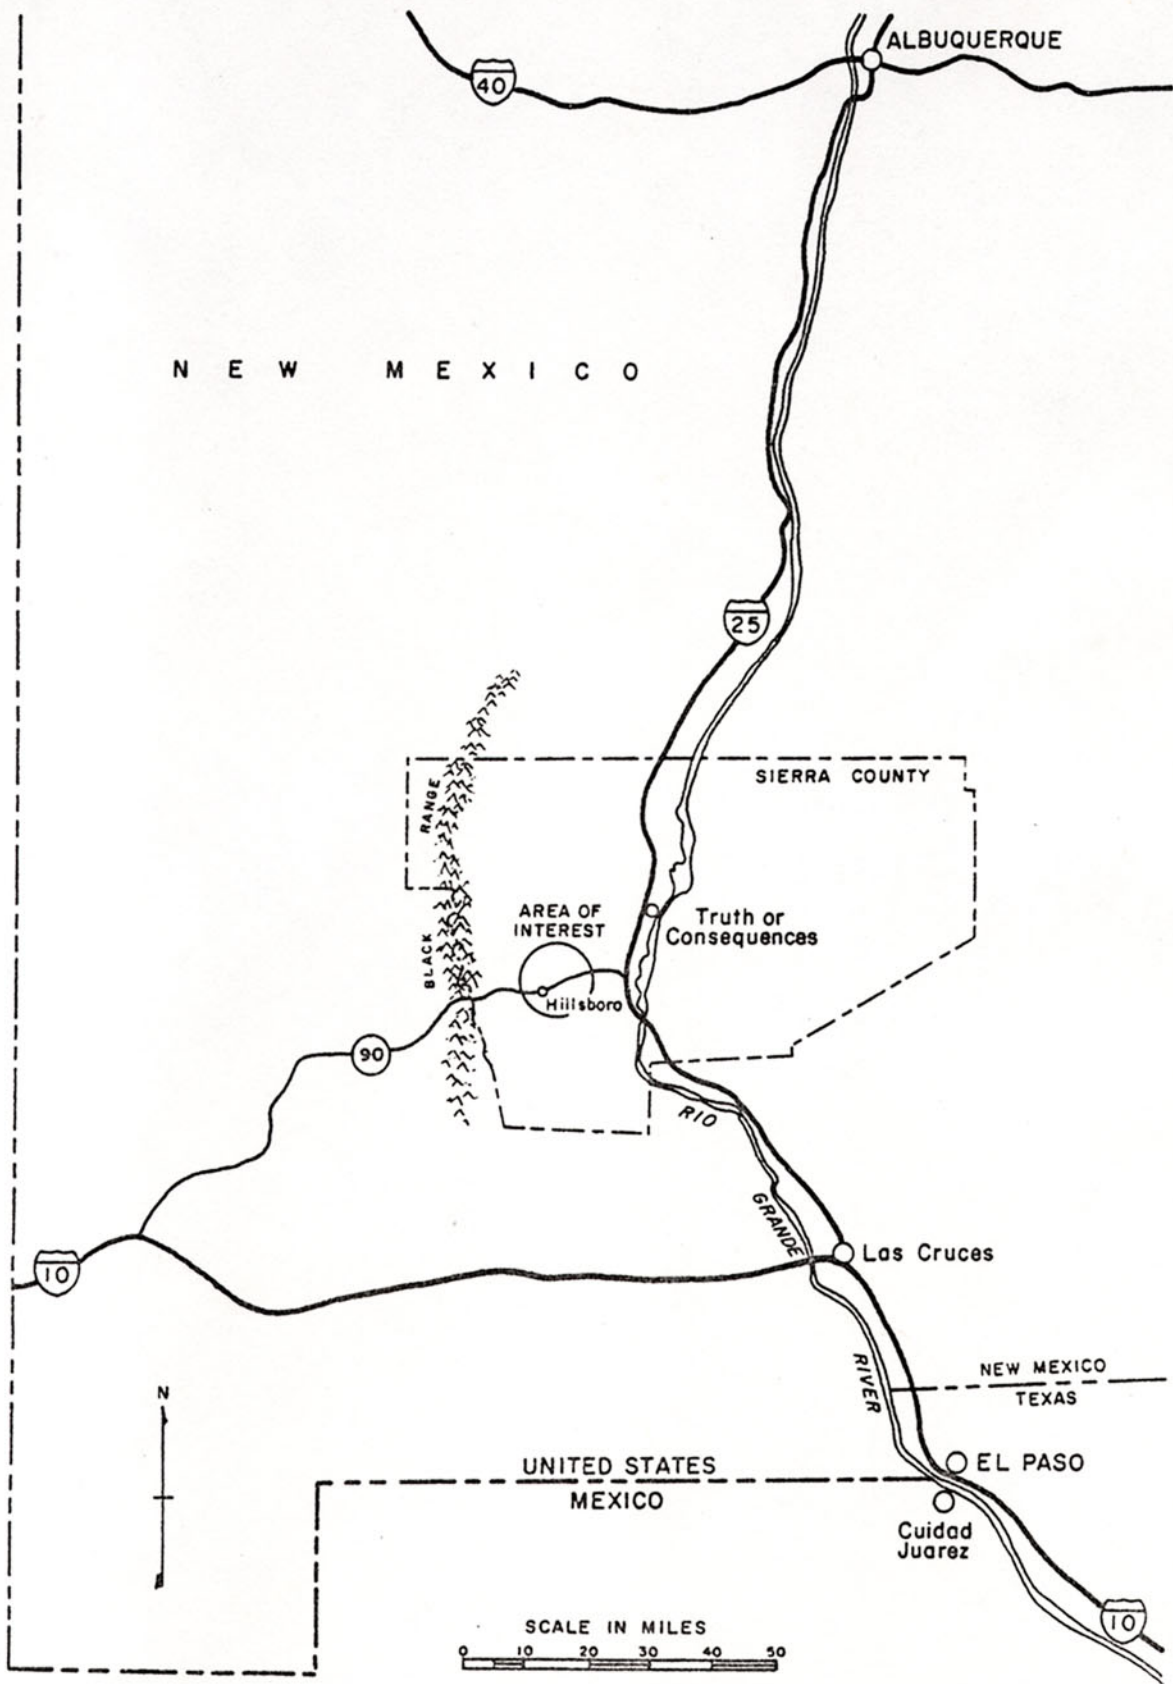 ALBUQUERQUE
40
NEW MEXICO
25
SIERRA COUNTY
BLACK RANGE
AREA OF
INTEREST
Truth or
Consequences
Hillsboro
90
RIO GRANDE RIVER
Las Cruces
10
NEW MEXICO
TEXAS
N
UNITED STATES
MEXICO
EL PASO
Cuidad
Juarez
10
SCALE IN MILES
0 10 20 30 40 50